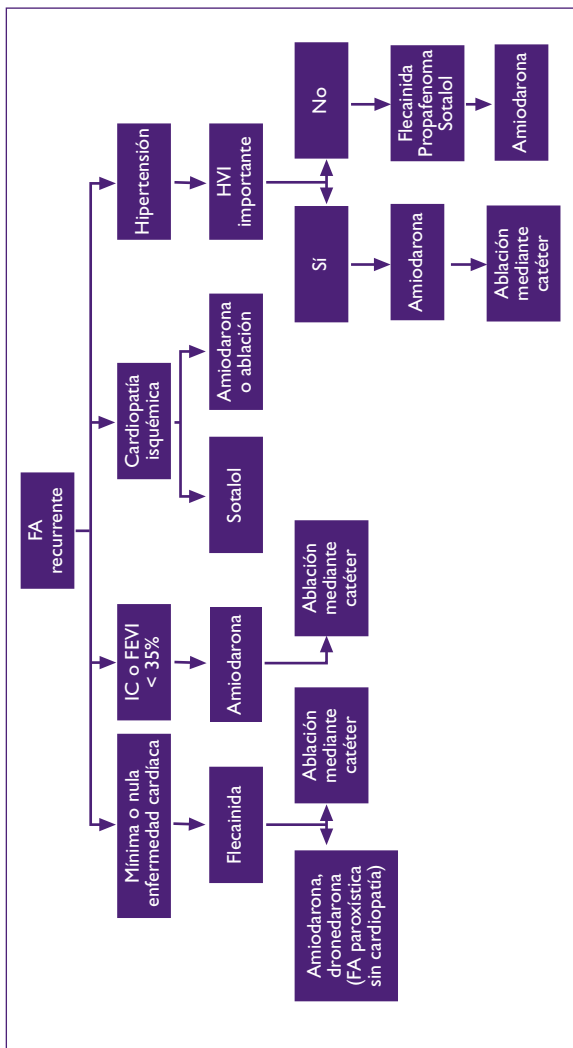 FA
recurrente
Mínima o nula
enfermedad cardíaca
IC o FEVI
< 35%
Cardiopatía
isquémica
Hipertensión
Flecainida
Amiodarona
Sotalol
Amiodarona
o ablación
HVI
importante
Amiodarona,
dronedarona
(FA paroxística
sin cardiopatía)
Ablación
mediante
catéter
Ablación
mediante
catéter
Sí
No
Amiodarona
Flecainida
Propafenoma
Sotalol
Ablación mediante
catéter
Amiodarona